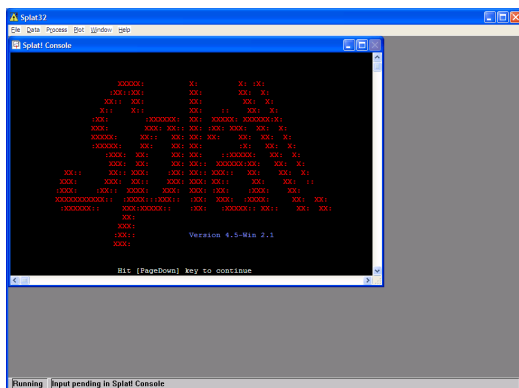 Splat32
File Data Process Plot Window Help
Splat! Console
Version 4.5-Win 2.1
Hit [PageDown] key to continue
Running Input pending in Splat! Console